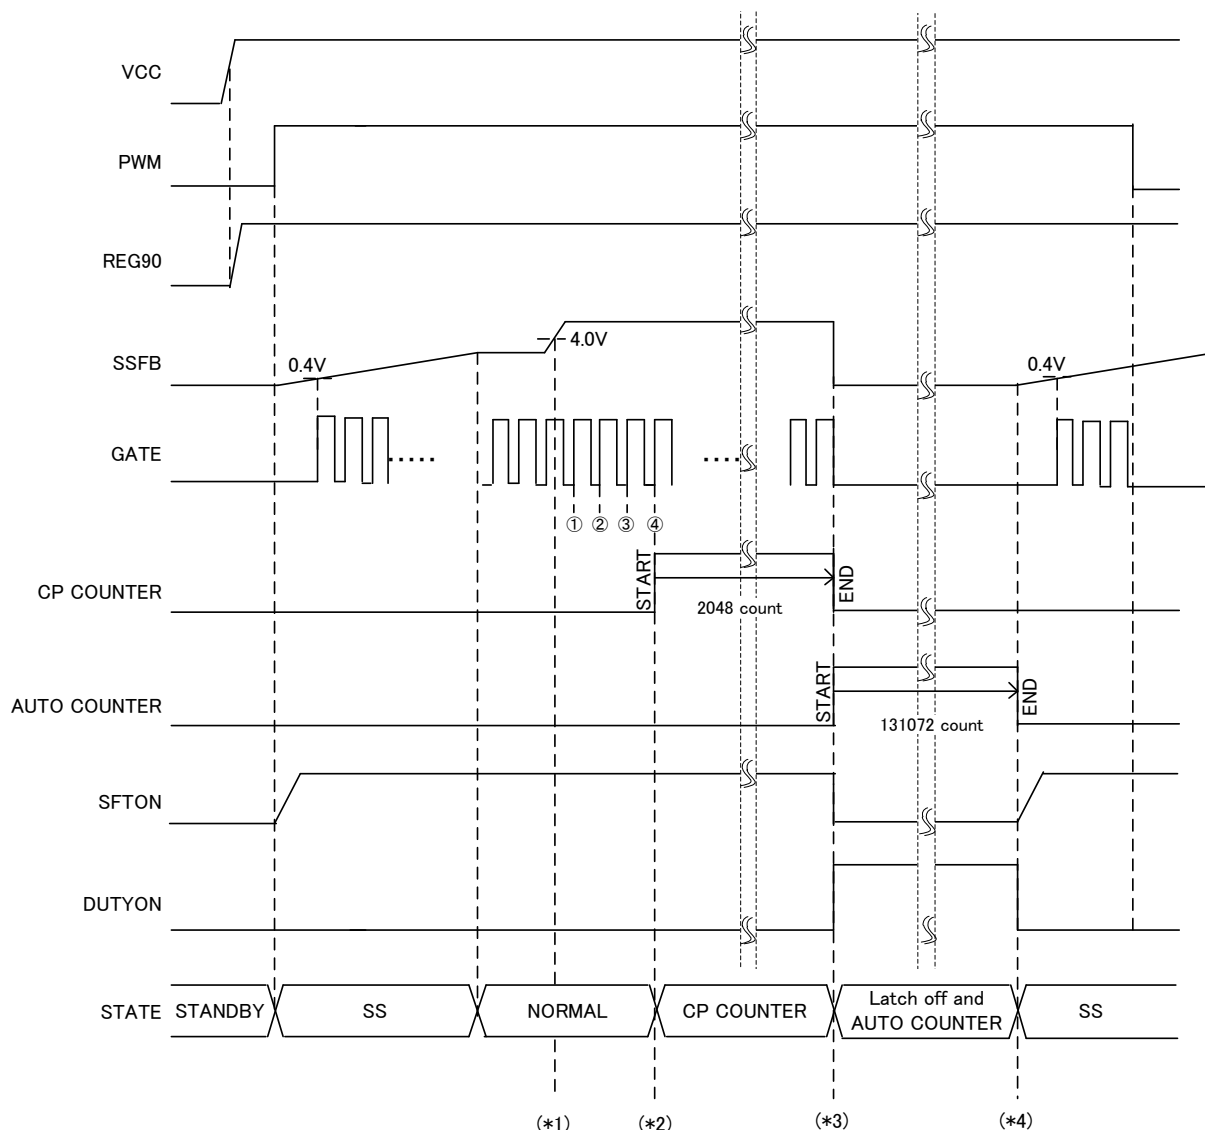 VCC
PWM
REG90
SSFB
0.4V
4.0V
0.4V
GATE
.....
....
① ② ③ ④
CP COUNTER
START
2048 count
END
AUTO COUNTER
START
131072 count
END
SFTON
DUTYON
STATE
STANDBY
SS
NORMAL
CP COUNTER
Latch off and
AUTO COUNTER
SS
(*1)
(*2)
(*3)
(*4)